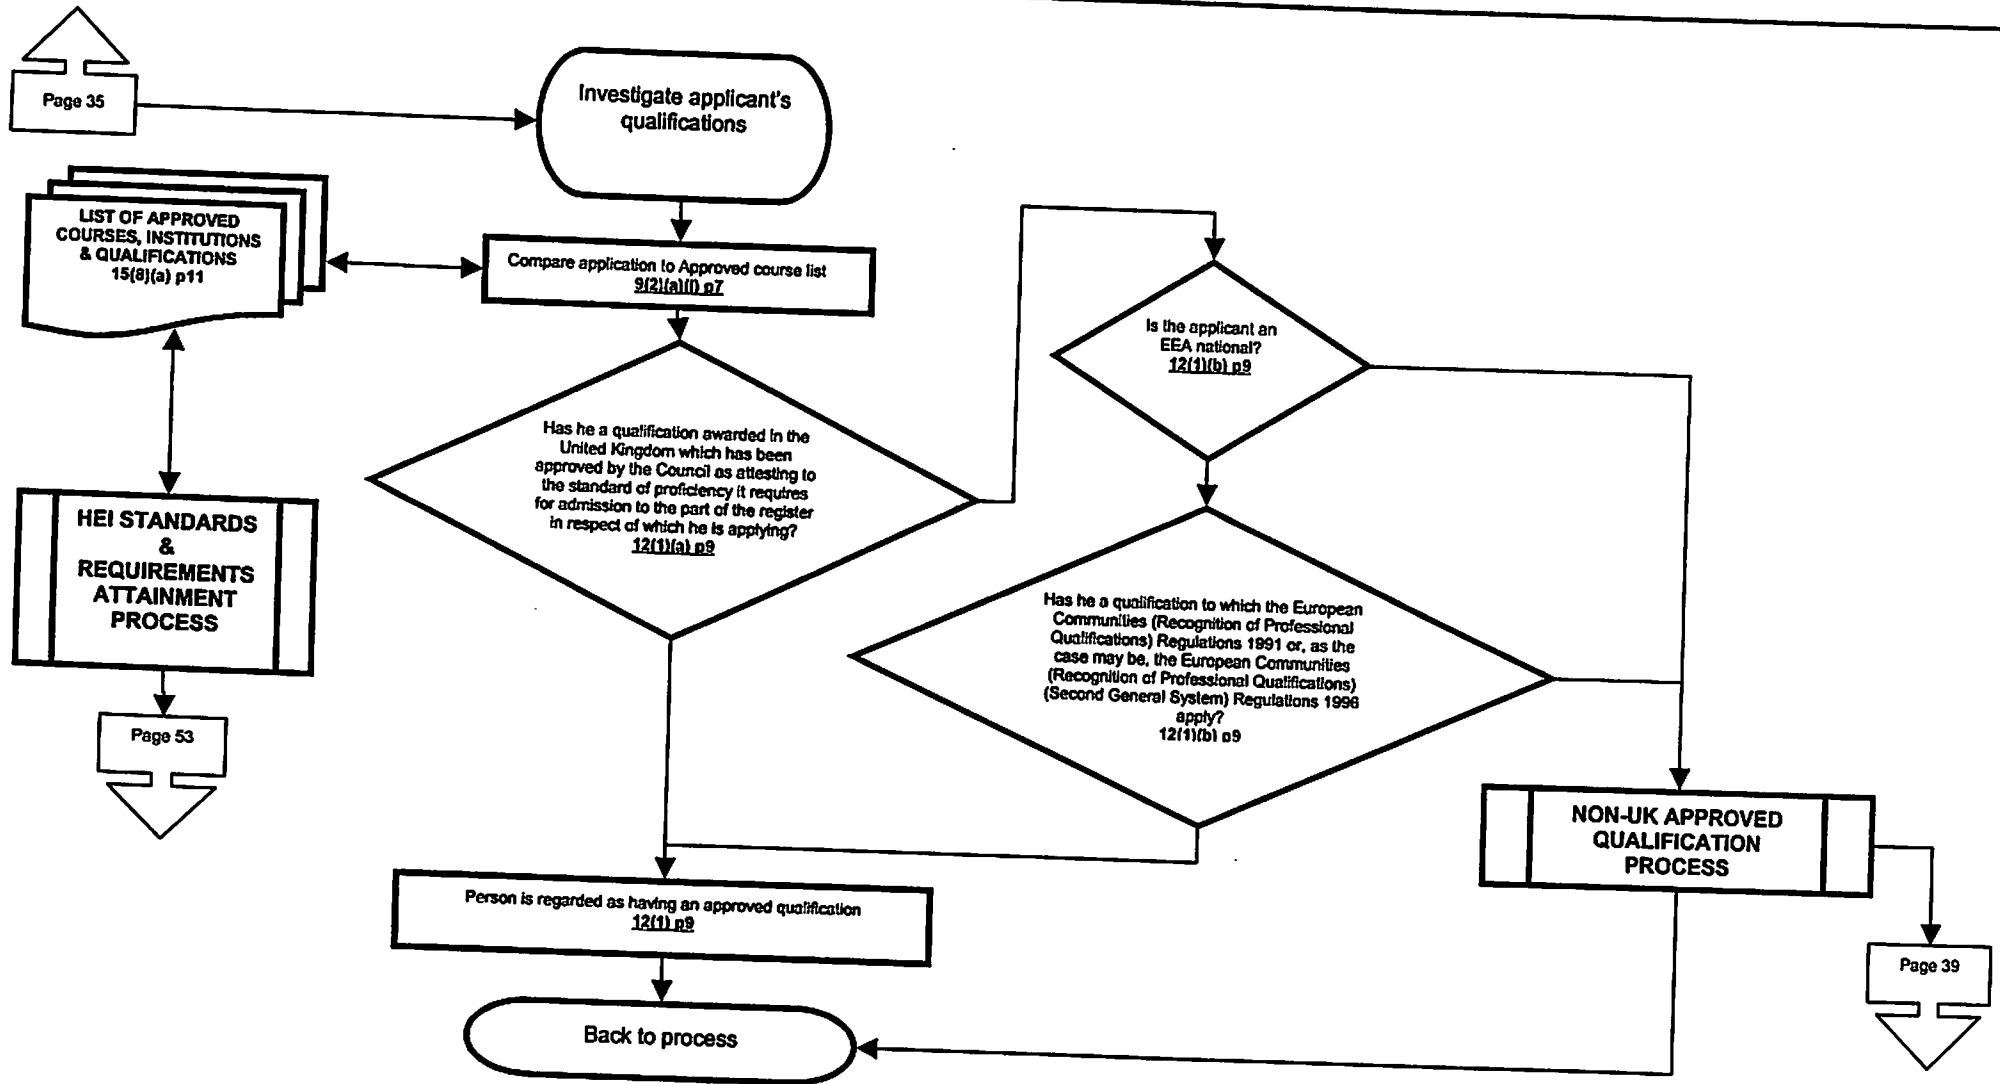 Page 35
Investigate applicant's
qualifications
LIST OF APPROVED
COURSES, INSTITUTIONS
& QUALIFICATIONS
15(8)(a) p11
Compare application to Approved course list
9(2)(a)(i) p7
Is the applicant an
EEA national?
12(1)(b) p9
Has he a qualification awarded in the
United Kingdom which has been
approved by the Council as attesting to
the standard of proficiency it requires
for admission to the part of the register
in respect of which he is applying?
12(1)(a) p9
HEI STANDARDS
&
REQUIREMENTS
ATTAINMENT
PROCESS
Page 53
Has he a qualification to which the European
Communities (Recognition of Professional
Qualifications) Regulations 1991 or, as the
case may be, the European Communities
(Recognition of Professional Qualifications)
(Second General System) Regulations 1996
apply?
12(1)(b) p9
NON-UK APPROVED
QUALIFICATION
PROCESS
Person is regarded as having an approved qualification
12(1) p9
Page 39
Back to process